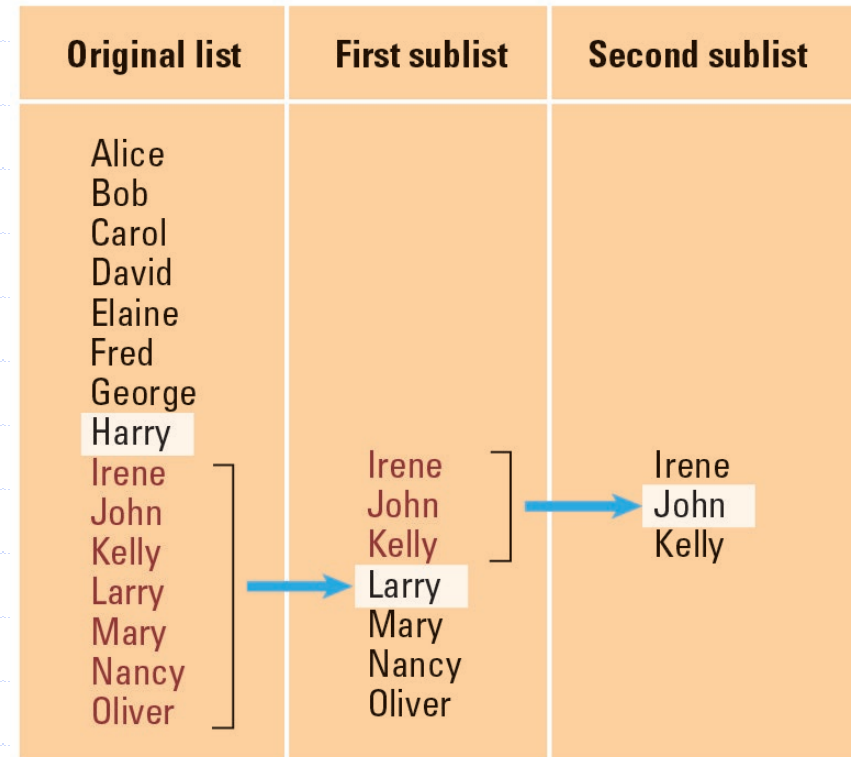 Original list
First sublist
Second sublist
Alice
Bob
Carol
David
Elaine
Fred
George
Harry
Irene
John
Kelly
Larry
Mary
Nancy
Oliver
Irene
John
Kelly
Larry
Mary
Nancy
Oliver
Irene
John
Kelly